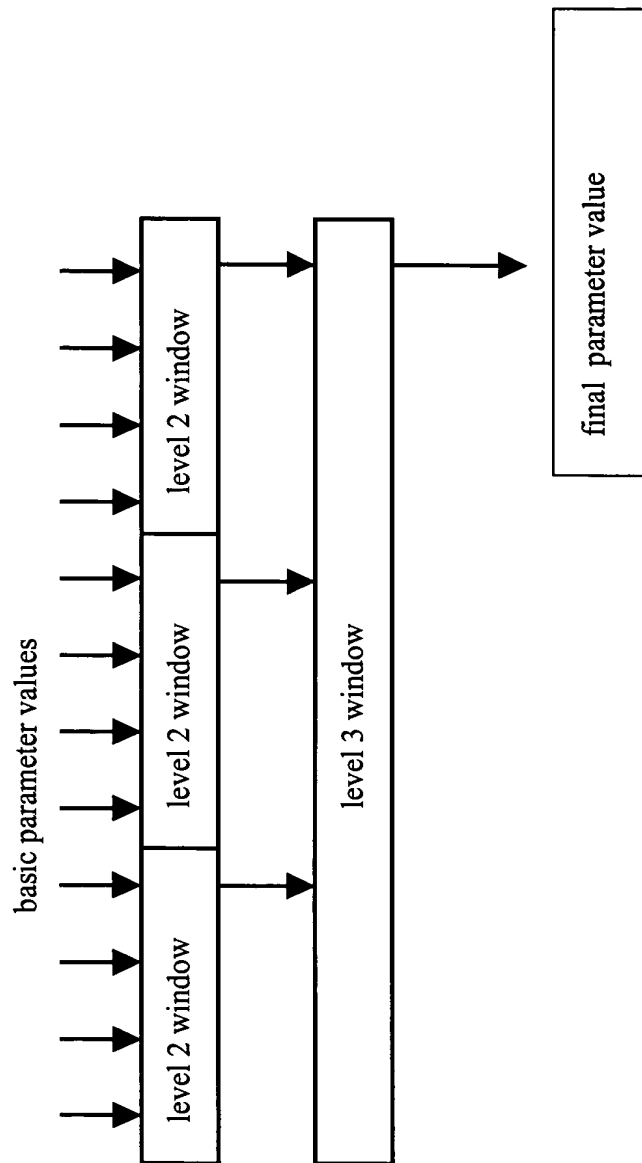 basic parameter values
level 2 window
level 2 window
level 2 window
level 3 window
final parameter value